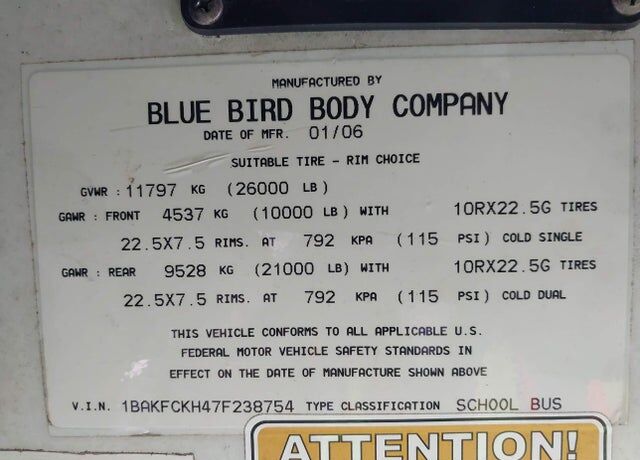 MANUFACTURED BY
BLUE BIRD BODY COMPANY
DATE OF MFR. 01/06
SUITABLE TIRE - RIM CHOICE
GVWR : 11797 KG (26000 LB)
GAWR : FRONT 4537 KG (10000 LB) WITH 10RX22.5G TIRES
22.5X7.5 RIMS. AT 792 KPA (115 PSI) COLD SINGLE
GAWR : REAR 9528 KG (21000 LB) WITH 10RX22.5G TIRES
22.5X7.5 RIMS. AT 792 KPA (115 PSI) COLD DUAL
THIS VEHICLE CONFORMS TO ALL APPLICABLE U.S.
FEDERAL MOTOR VEHICLE SAFETY STANDARDS IN
EFFECT ON THE DATE OF MANUFACTURE SHOWN ABOVE
V.I.N. 1BAKFCKH47F238754 TYPE CLASSIFICATION SCHOOL BUS
ATTENTION!